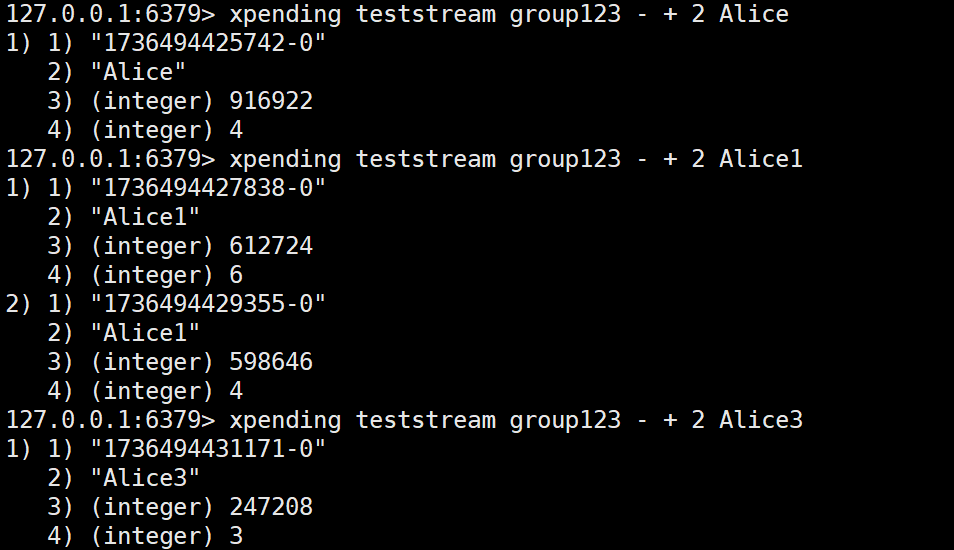 127.0.0.1:6379> xpending teststream group123 - + 2 Alice
1) 1) "1736494425742-0"
   2) "Alice"
   3) (integer) 916922
   4) (integer) 4
127.0.0.1:6379> xpending teststream group123 - + 2 Alice1
1) 1) "1736494427838-0"
   2) "Alice1"
   3) (integer) 612724
   4) (integer) 6
2) 1) "1736494429355-0"
   2) "Alice1"
   3) (integer) 598646
   4) (integer) 4
127.0.0.1:6379> xpending teststream group123 - + 2 Alice3
1) 1) "1736494431171-0"
   2) "Alice3"
   3) (integer) 247208
   4) (integer) 3